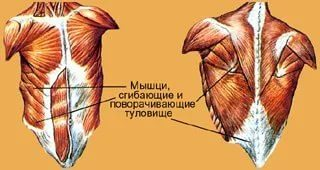 Мышци,
сгибающие и
поворачивающие
туловище